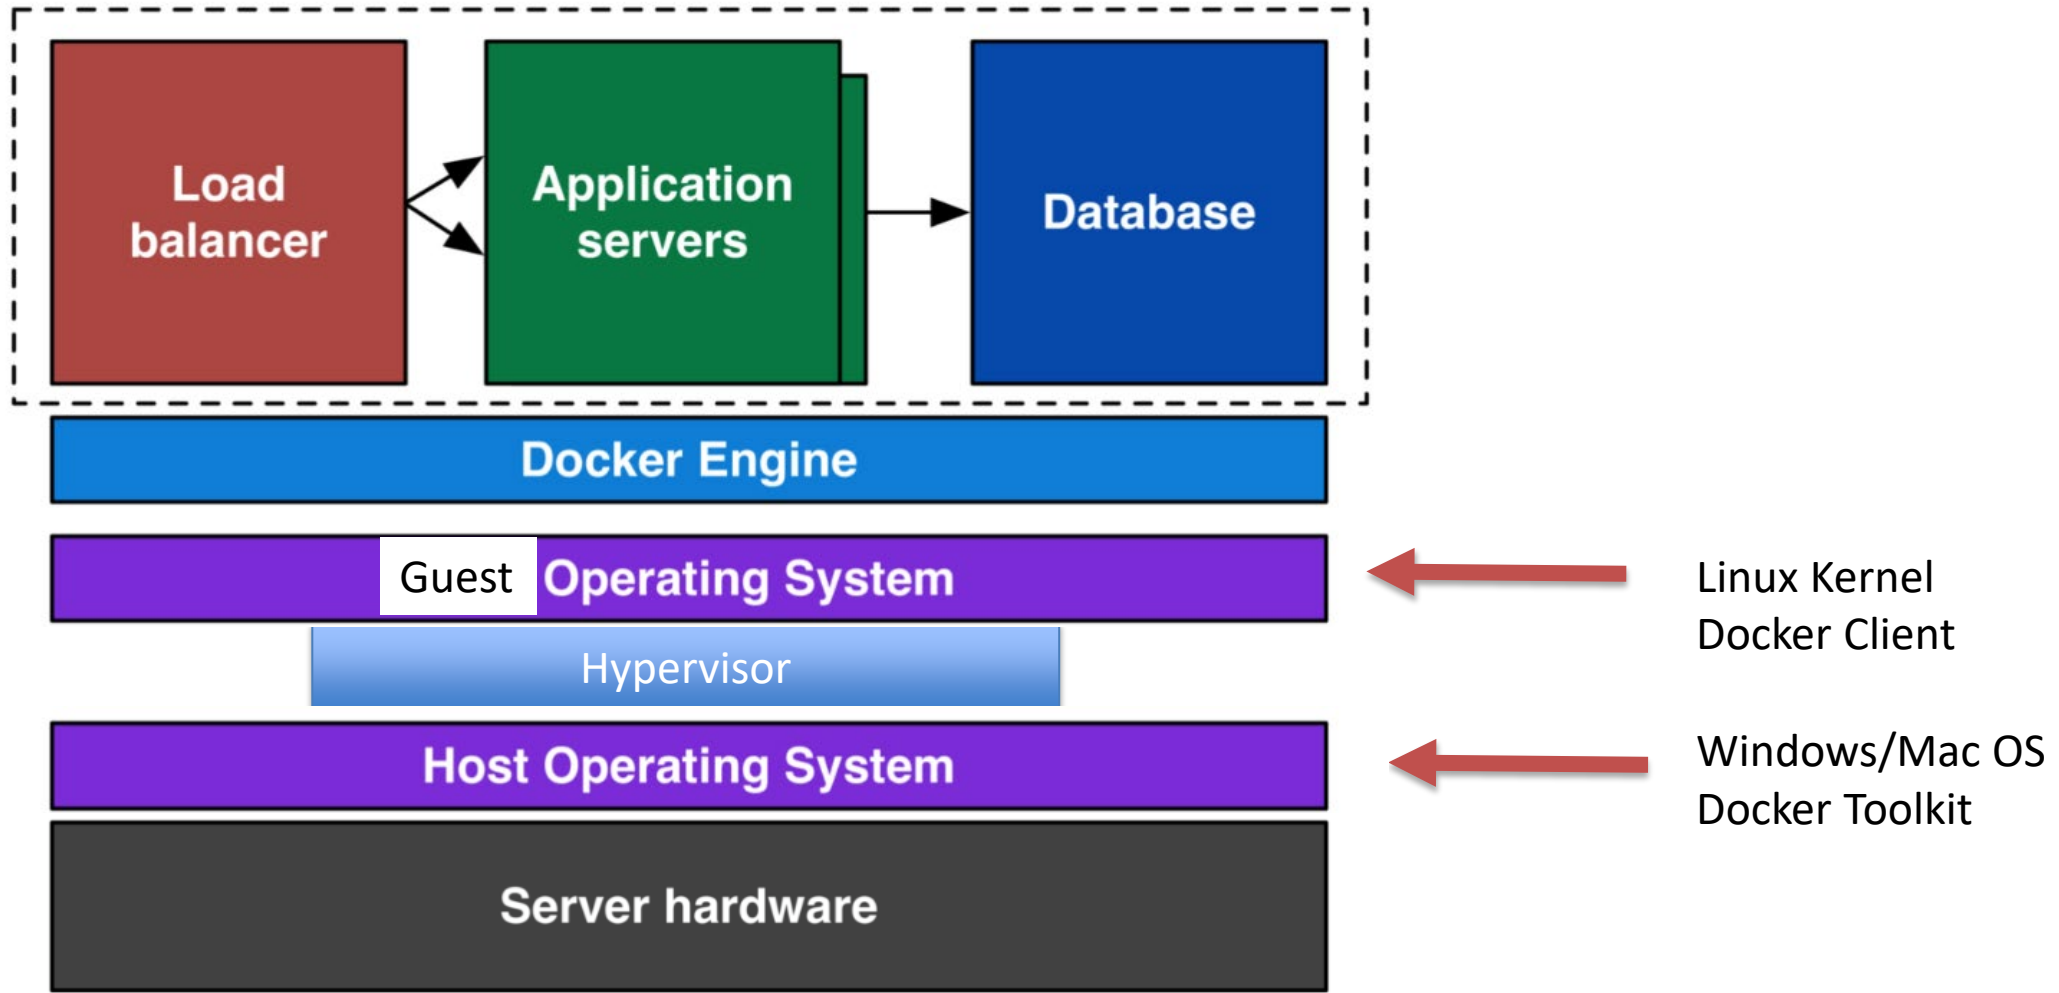 Load
balancer
Application
servers
Database
Docker Engine
Guest Operating System
Linux Kernel
Docker Client
Hypervisor
Host Operating System
Windows/Mac OS
Docker Toolkit
Server hardware